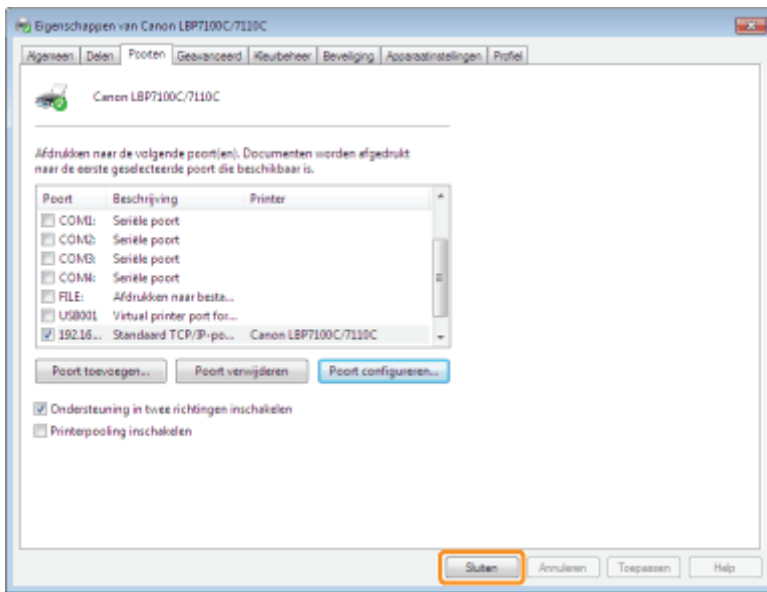 Eigenschappen van Canon LBP7100C/7110C
Algemeen Delen Poorten Geavanceerd Kleurbeheer Beveiliging Apparaatinstellingen Profiel
Canon LBP7100C/7110C
Afdrukken naar de volgende poort(en). Documenten worden afgedrukt
naar de eerste geselecteerde poort die beschikbaar is.
Poort Beschrijving Printer
COM1: Seriële poort
COM2: Seriële poort
COM3: Seriële poort
COM4: Seriële poort
FILE: Afdrukken naar besta...
USB001 Virtual printer port for...
192.16... Standaard TCP/IP-po... Canon LBP7100C/7110C
Poort toevoegen... Poort verwijderen Poort configureren...
Ondersteuning in twee richtingen inschakelen
Printerpooling inschakelen
Sluiten Annuleren Toepassen Help